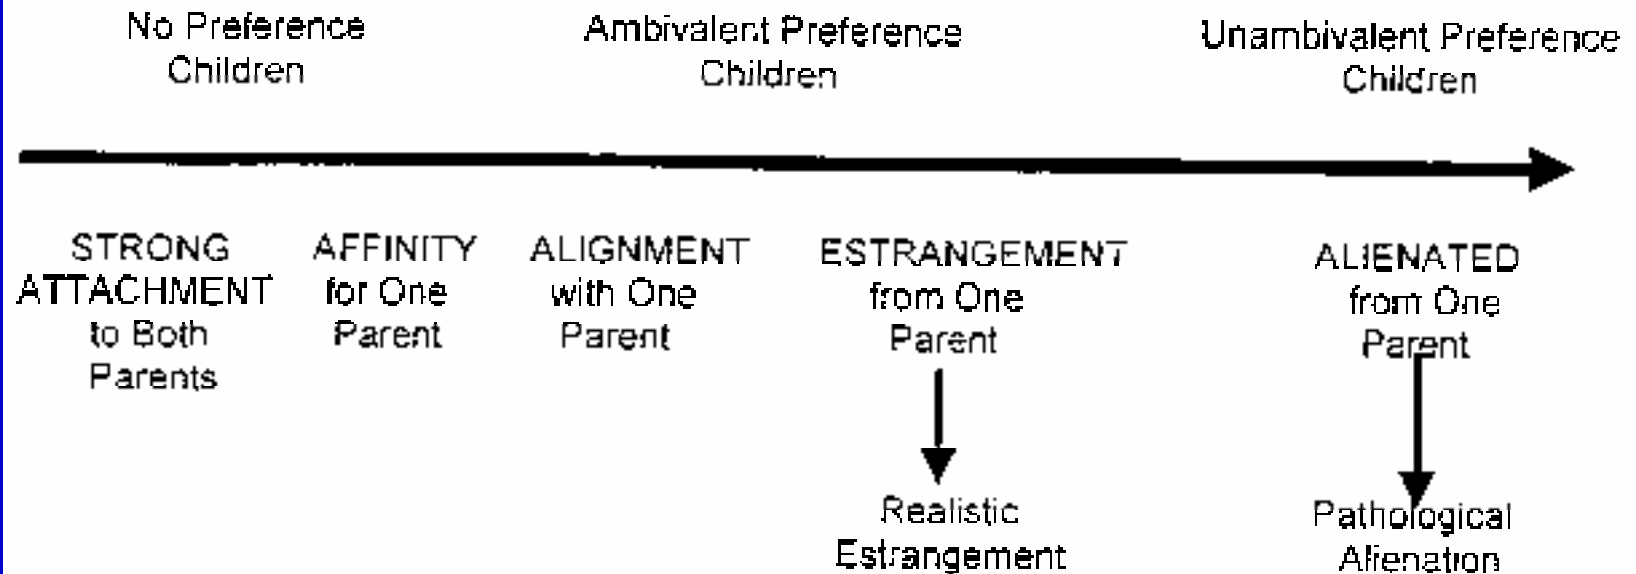 No Preference
Children
Ambivalent Preference
Children
Unambivalent Preference
Children
STRONG
ATTACHMENT
to Both
Parents
AFFINITY
for One
Parent
ALIGNMENT
with One
Parent
ESTRANGEMENT
from One
Parent
ALIENATED
from One
Parent
Realistic
Estrangement
Pathological
Alienation